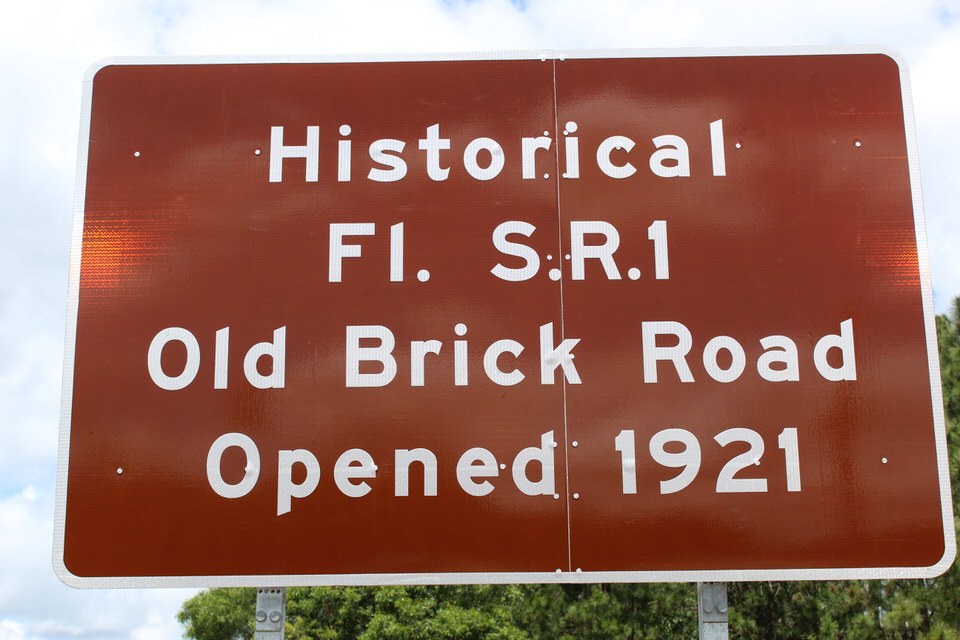 Historical
Fl. S.R.1
Old Brick Road
Opened 1921